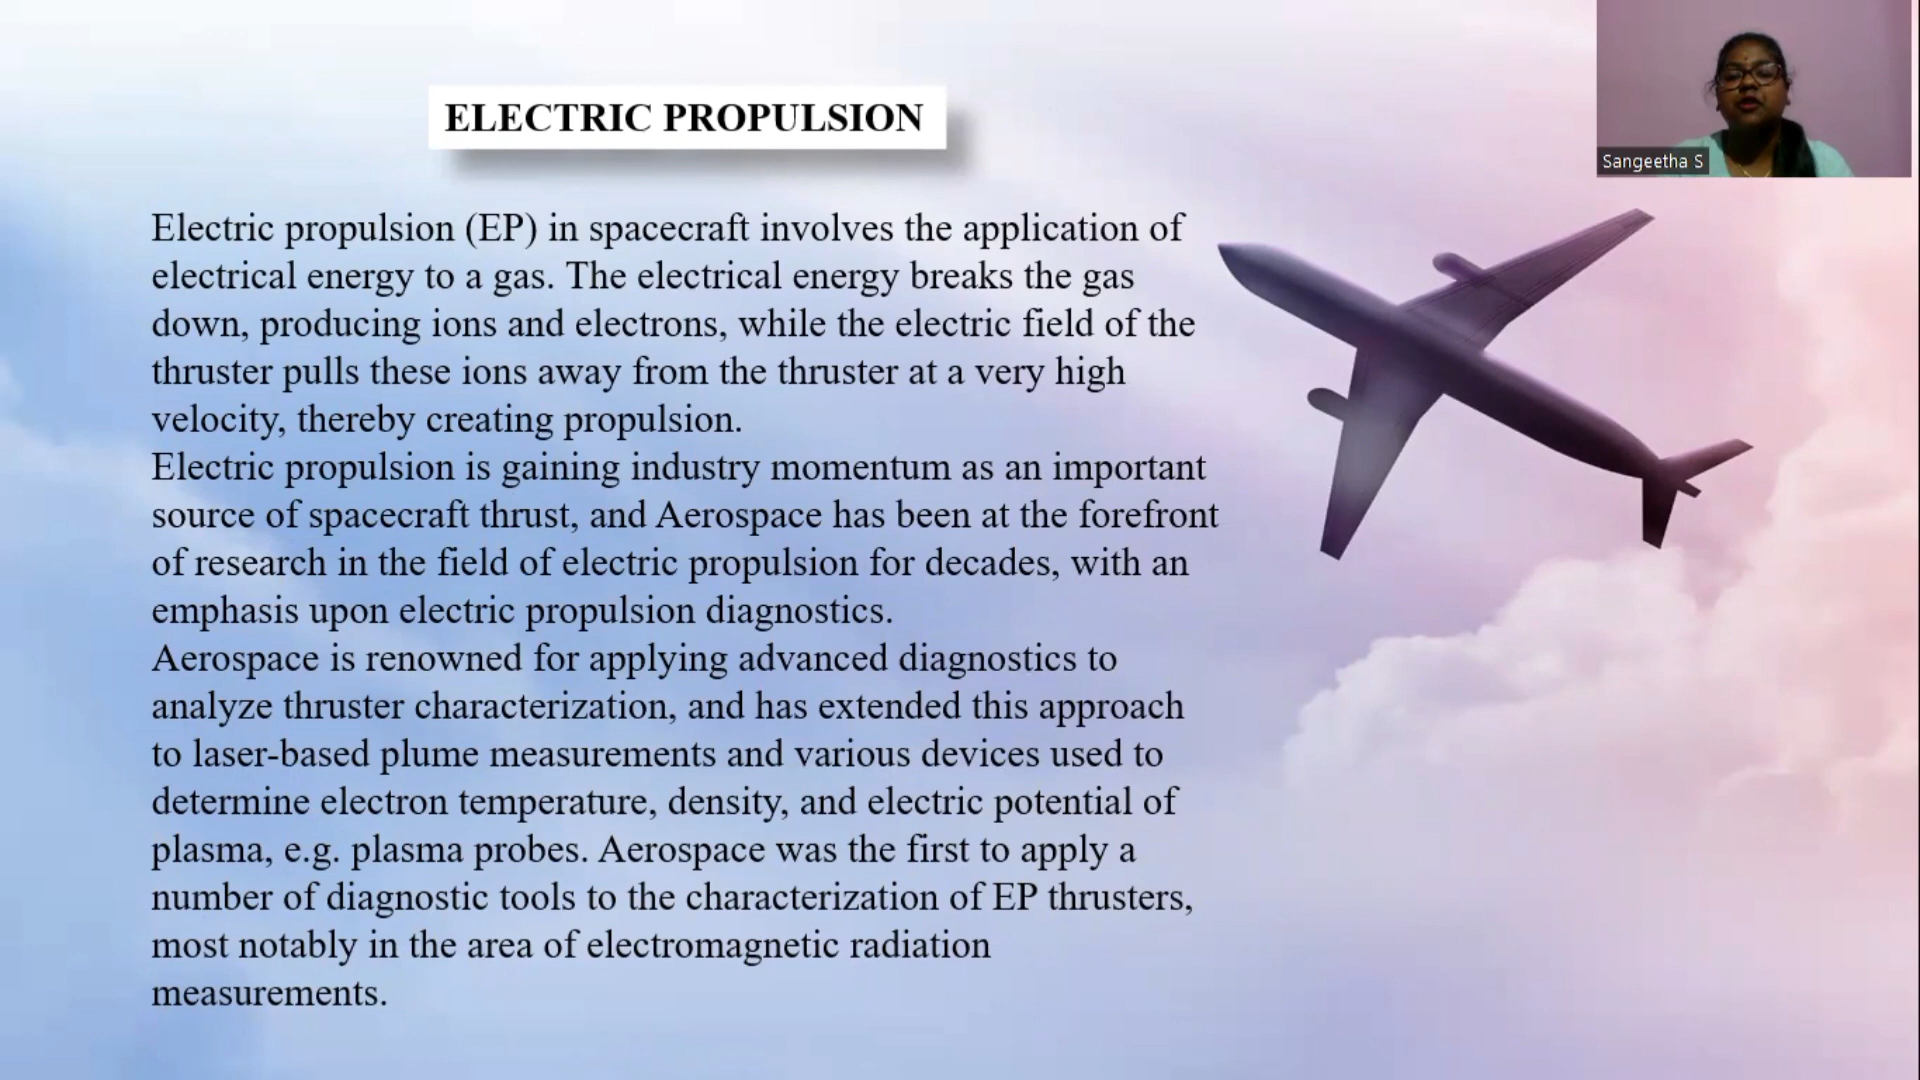 ELECTRIC PROPULSION
Sangeetha S
Electric propulsion (EP) in spacecraft involves the application of
electrical energy to a gas. The electrical energy breaks the gas
down, producing ions and electrons, while the electric field of the
thruster pulls these ions away from the thruster at a very high
velocity, thereby creating propulsion.
Electric propulsion is gaining industry momentum as an important
source of spacecraft thrust, and Aerospace has been at the forefront
of research in the field of electric propulsion for decades, with an
emphasis upon electric propulsion diagnostics.
Aerospace is renowned for applying advanced diagnostics to
analyze thruster characterization, and has extended this approach
to laser-based plume measurements and various devices used to
determine electron temperature, density, and electric potential of
plasma, e.g. plasma probes. Aerospace was the first to apply a
number of diagnostic tools to the characterization of EP thrusters,
most notably in the area of electromagnetic radiation
measurements.